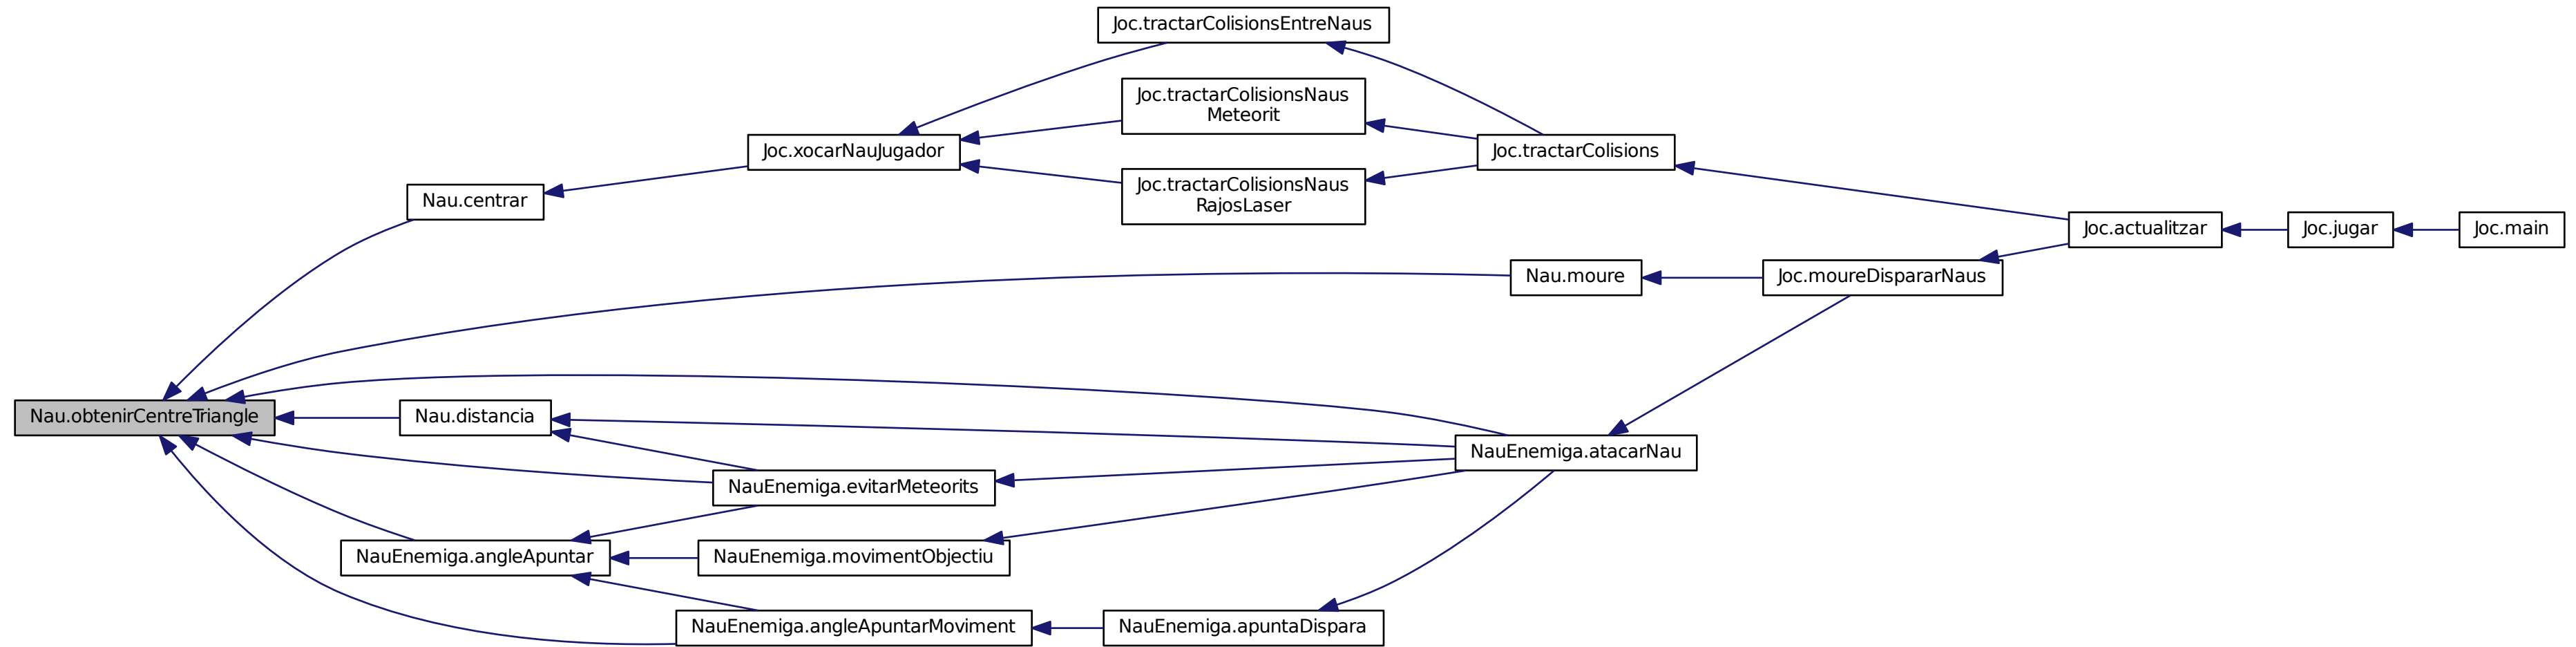 Joc.tractarColisionsEntreNaus
Joc.tractarColisionsNaus
Meteorit
Joc.xocarNauJugador
Joc.tractarColisions
Joc.tractarColisionsNaus
RajosLaser
Nau.centrar
Joc.actualitzar
Joc.jugar
Joc.main
Nau.moure
Joc.moureDispararNaus
Nau.obtenirCentreTriangle
Nau.distancia
NauEnemiga.atacarNau
NauEnemiga.evitarMeteorits
NauEnemiga.angleApuntar
NauEnemiga.movimentObjectiu
NauEnemiga.angleApuntarMoviment
NauEnemiga.apuntaDispara